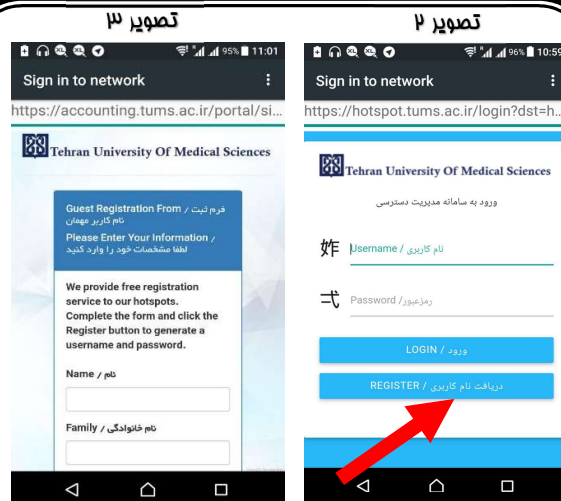 تصویر ۲
96% 10:59
Sign in to network
https://hotspot.tums.ac.ir/login?dst=h...
Tehran University Of Medical Sciences
ورود به سامانه مدیریت دسترسی
妰 Username / نام کاربری
弌 Password /رمزعبور
LOGIN / ورود
REGISTER / دریافت نام کاربری
تصویر ۳
95% 11:01
Sign in to network
https://accounting.tums.ac.ir/portal/si...
Tehran University Of Medical Sciences
Guest Registration From / فرم ثبت
نام کاربر مهمان
Please Enter Your Information /
لطفا مشخصات خود را وارد کنید
We provide free registration
service to our hotspots.
Complete the form and click the
Register button to generate a
username and password.
Name / نام
Family / نام خانوادگی